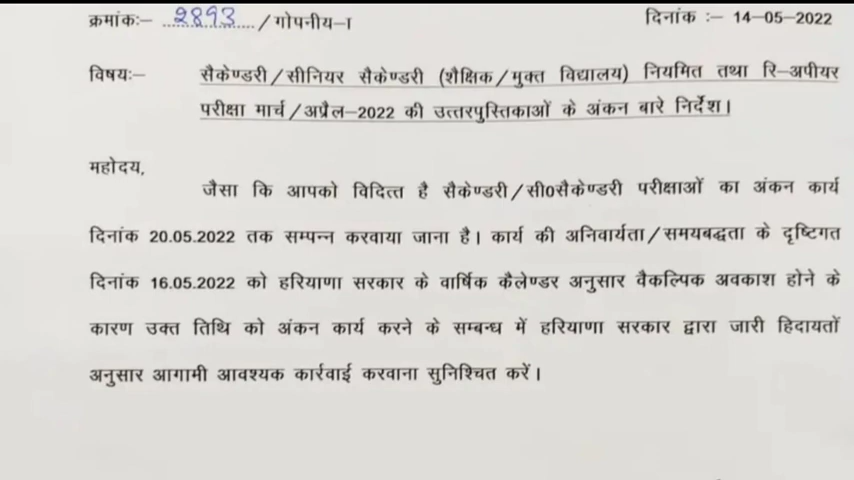 क्रमांकः– 2893 /गोपनीय–I दिनांक :– 14–05–2022
विषयः– सैकेण्डरी/सीनियर सैकेण्डरी (शैक्षिक/मुक्त विद्यालय) नियमित तथा रि–अपीयर
परीक्षा मार्च/अप्रैल–2022 की उत्तरपुस्तिकाओं के अंकन बारे निर्देश।
महोदय,
जैसा कि आपको विदित्त है सैकेण्डरी/सी0सैकेण्डरी परीक्षाओं का अंकन कार्य
दिनांक 20.05.2022 तक सम्पन्न करवाया जाना है। कार्य की अनिवार्यता/समयबद्धता के दृष्टिगत
दिनांक 16.05.2022 को हरियाणा सरकार के वार्षिक कैलेण्डर अनुसार वैकल्पिक अवकाश होने के
कारण उक्त तिथि को अंकन कार्य करने के सम्बन्ध में हरियाणा सरकार द्वारा जारी हिदायतों
अनुसार आगामी आवश्यक कार्रवाई करवाना सुनिश्चित करें।